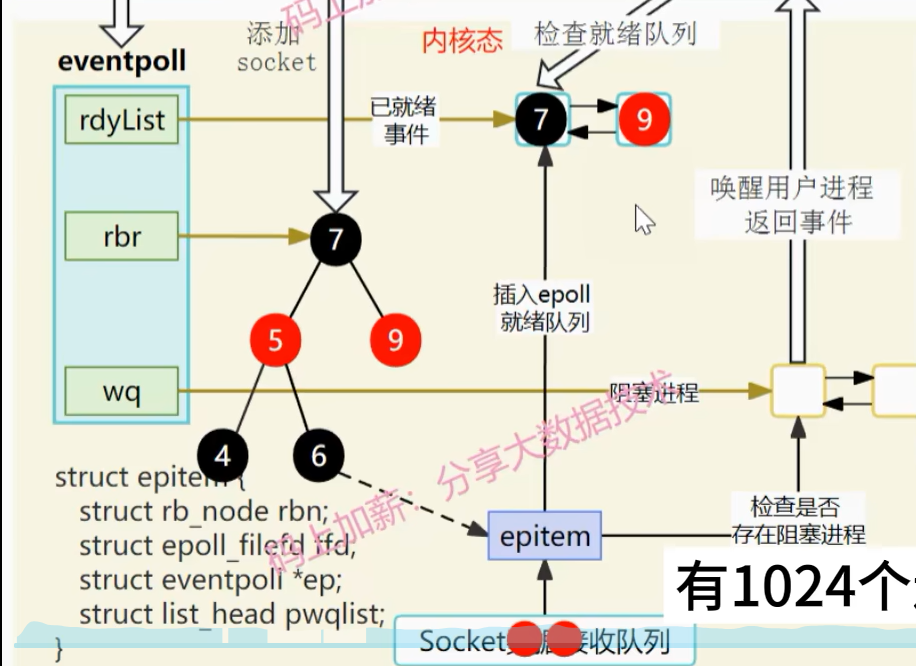 码上加
添加
socket
内核态
检查就绪队列
eventpoll
rdyList
已就绪
事件
7
9
唤醒用户进程
返回事件
rbr
7
插入epoll
就绪队列
5
9
wq
阻塞进程
4
6
码上加薪：分享大数据技术
struct epitem {
struct rb_node rbn;
struct epoll_filefd ffd;
struct eventpoll *ep;
struct list_head pwqlist;
}
epitem
检查是否
存在阻塞进程
有1024个
Socket 接收队列